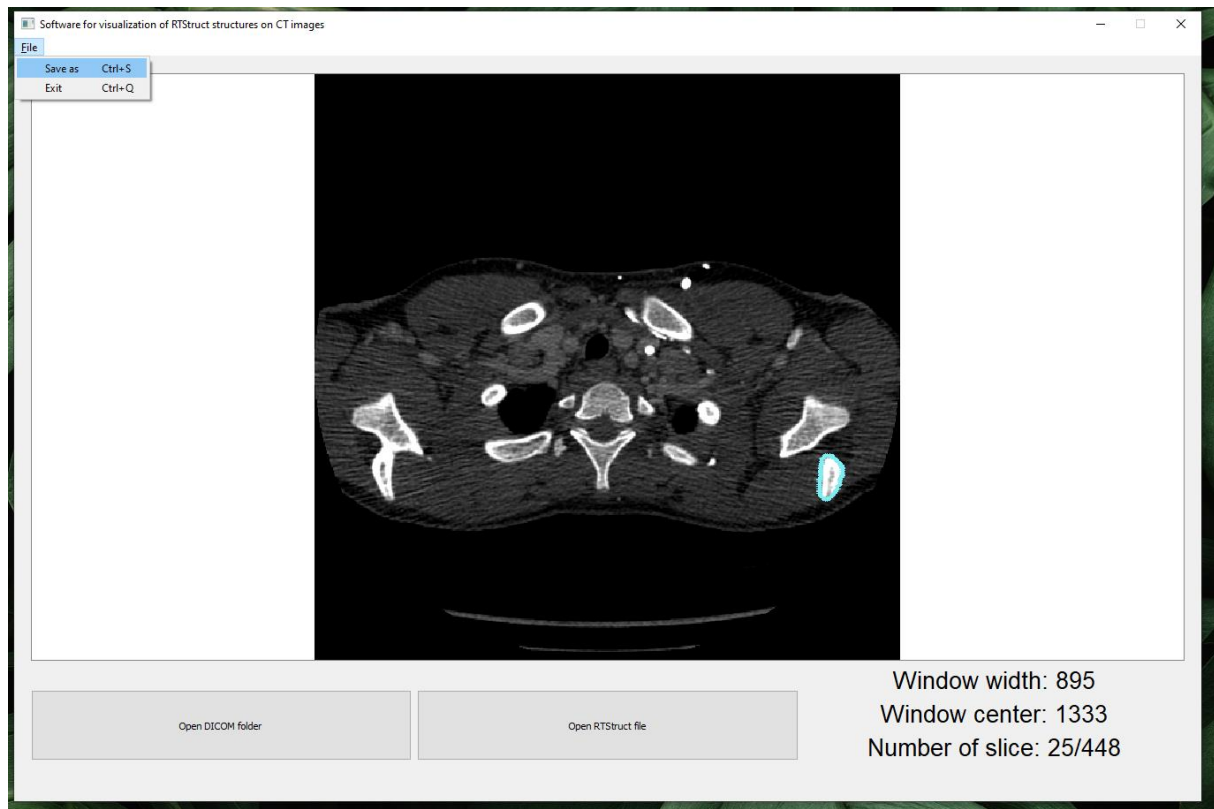 Software for visualization of RTStruct structures on CT images
File
Save as Ctrl+S
Exit Ctrl+Q
Open DICOM folder
Open RTStruct file
Window width: 895
Window center: 1333
Number of slice: 25/448